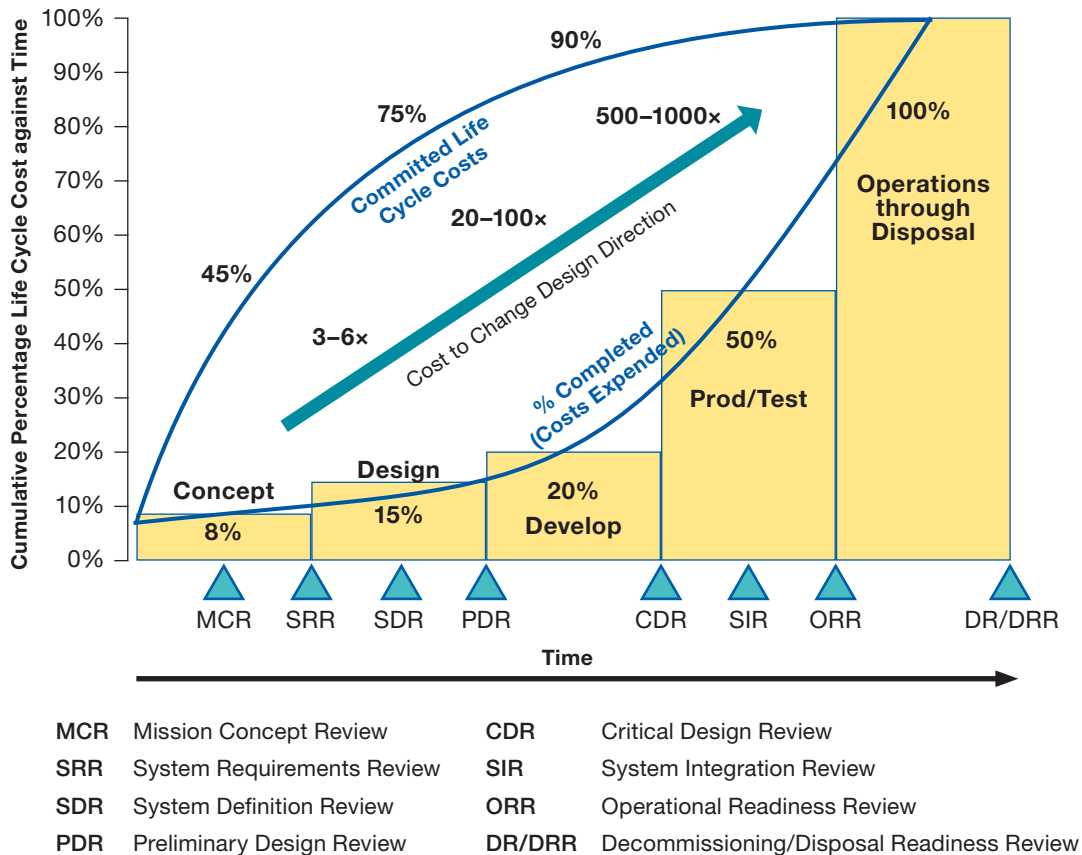 Cumulative Percentage Life Cycle Cost against Time
100%
90%
80%
70%
60%
50%
40%
30%
20%
10%
0%
45%
75%
90%
Committed Life
Cycle Costs
3–6×
20–100×
500–1000×
Cost to Change Design Direction
% Completed
(Costs Expended)
Concept
8%
Design
15%
20%
Develop
50%
Prod/Test
100%
Operations
through
Disposal
MCR SRR SDR PDR CDR SIR ORR DR/DRR
Time
MCR Mission Concept Review
SRR System Requirements Review
SDR System Definition Review
PDR Preliminary Design Review
CDR Critical Design Review
SIR System Integration Review
ORR Operational Readiness Review
DR/DRR Decommissioning/Disposal Readiness Review